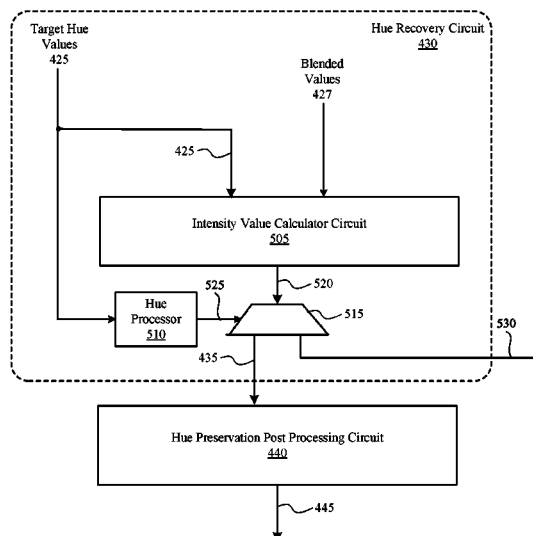 Target Hue
Values
425
Hue Recovery Circuit
430
Blended
Values
427
425
Intensity Value Calculator Circuit
505
520
Hue
Processor
510
525
515
530
435
Hue Preservation Post Processing Circuit
440
445